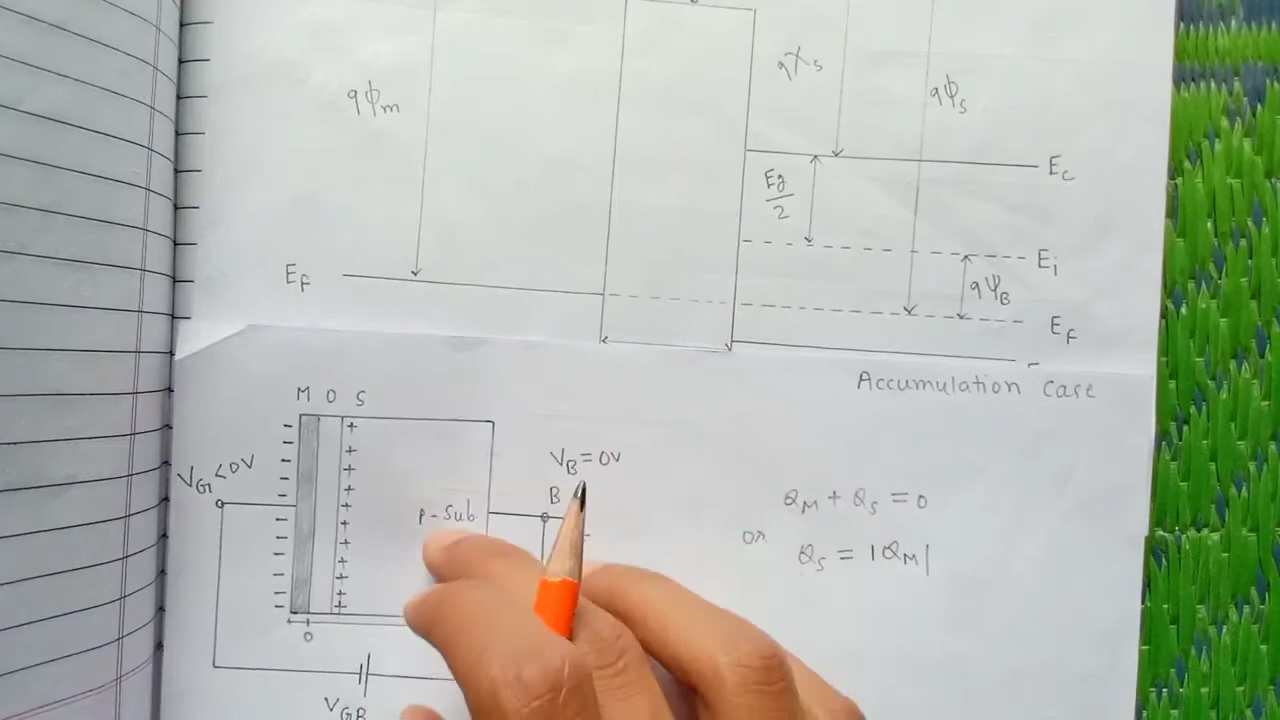 qϕm
qχs
qϕs
Ec
Eg/2
Ei
qψB
EF
EF
Accumulation case
M O S
VG<0V
VB=0V
B
P-Sub
QM + QS = 0
or
QS = |QM|
0
VGB